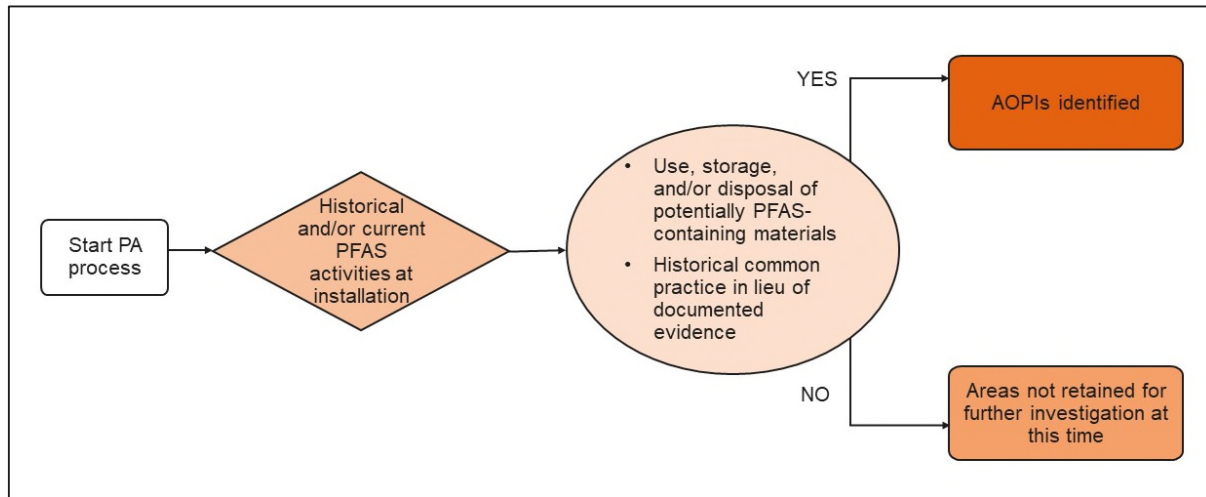 Start PA
process
Historical
and/or current
PFAS
activities at
installation
• Use, storage,
and/or disposal of
potentially PFAS-
containing materials
• Historical common
practice in lieu of
documented
evidence
YES
AOPIs identified
NO
Areas not retained for
further investigation at
this time